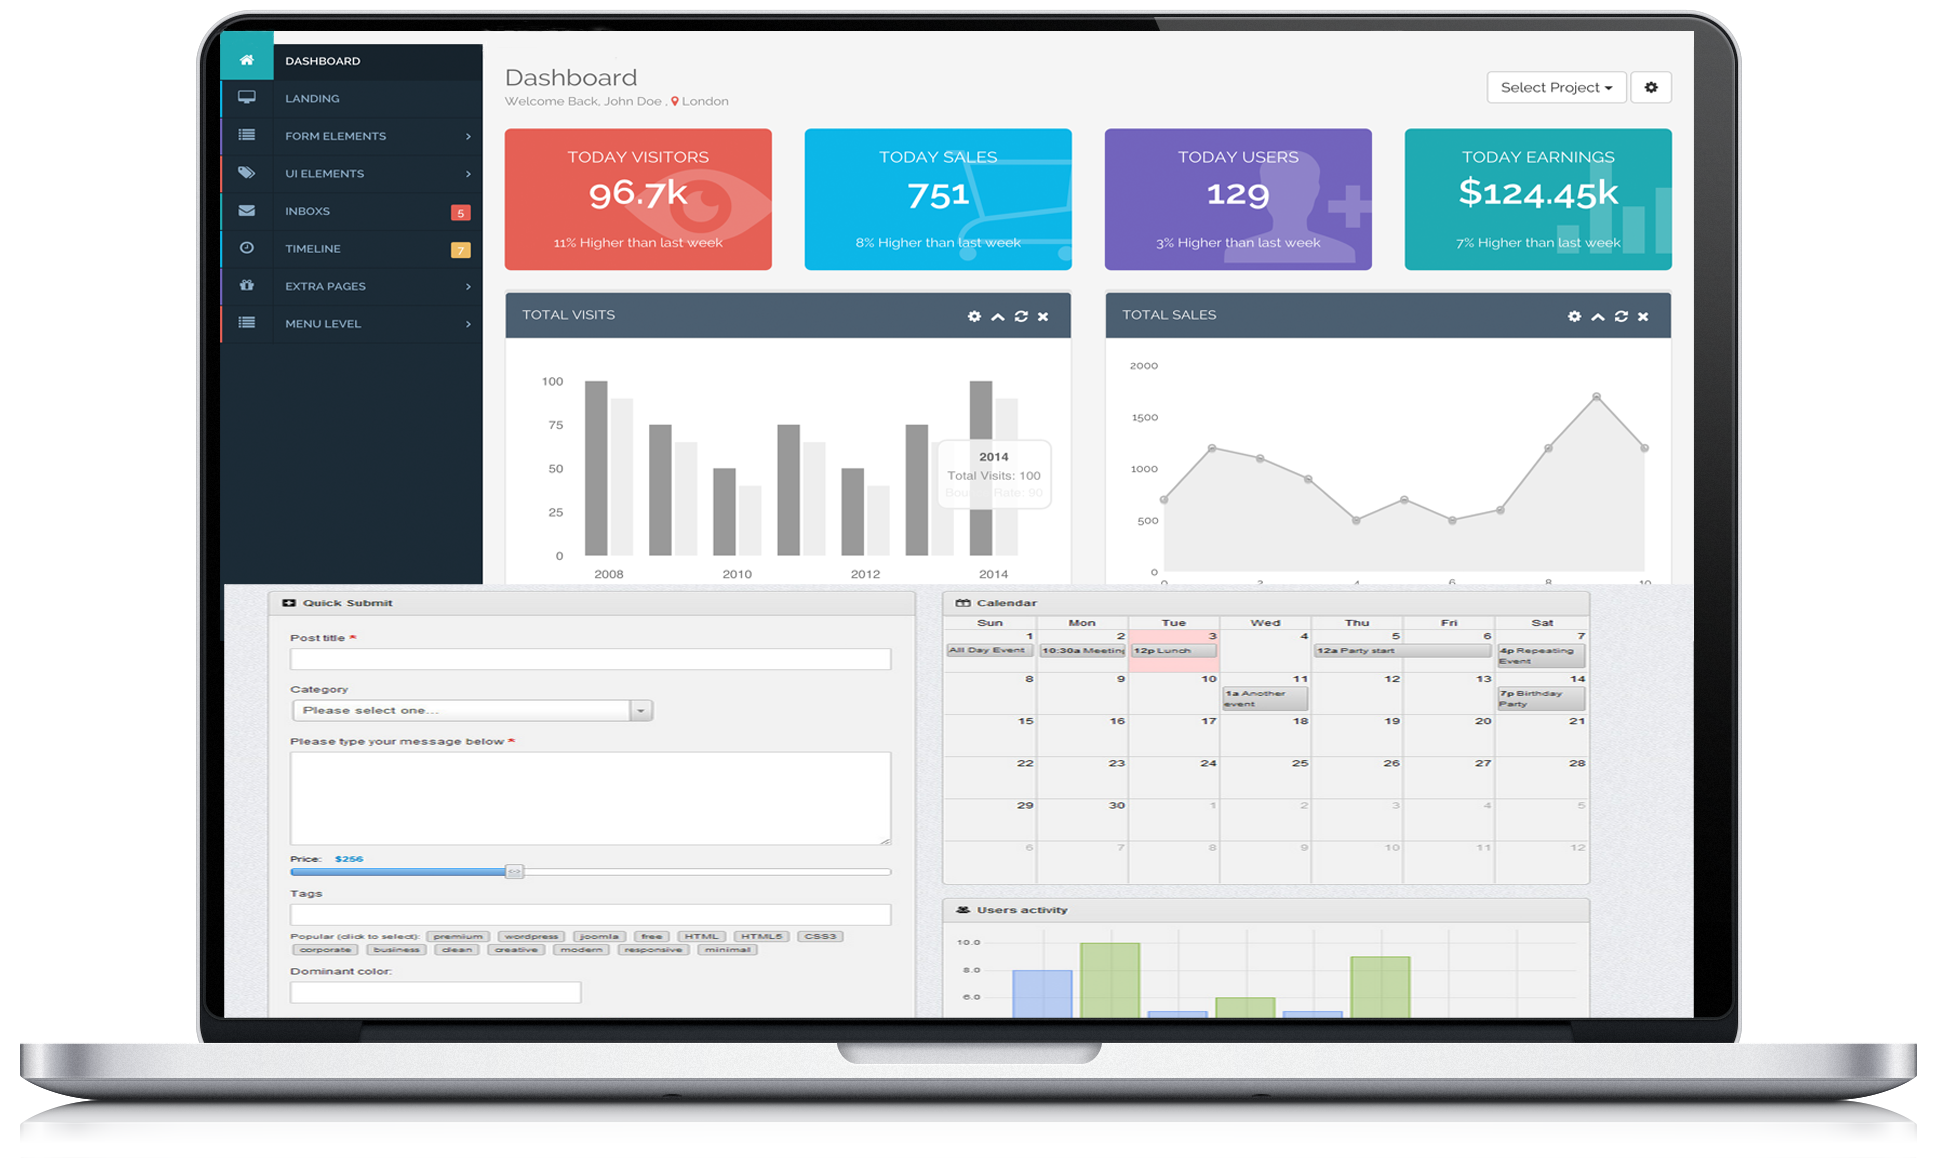 DASHBOARD
LANDING
FORM ELEMENTS
UI ELEMENTS
INBOXS 5
TIMELINE 7
EXTRA PAGES
MENU LEVEL
Dashboard
Welcome Back, John Doe , London
Select Project
TODAY VISITORS
96.7k
11% Higher than last week
TODAY SALES
751
8% Higher than last week
TODAY USERS
129
3% Higher than last week
TODAY EARNINGS
$124.45k
7% Higher than last week
TOTAL VISITS
100
75
50
25
0
2008 2010 2012 2014
2014
Total Visits: 100
Rate: 90
TOTAL SALES
2000
1500
1000
500
0
0 2 4 6 8 10
Quick Submit
Post title *
Category
Please select one...
Please type your message below *
Price: $256
Tags
Popular (click to select): premium wordpress joomla free HTML HTML5 CSS3
corporate business clean creative modern responsive minimal
Dominant color:
Calendar
Sun Mon Tue Wed Thu Fri Sat
1 2 3 4 5 6 7
All Day Event 10:30a Meeting 12p Lunch 12a Party start 4p Repeating
Event
8 9 10 11 12 13 14
1a Another 7p Birthday
event Party
15 16 17 18 19 20 21
22 23 24 25 26 27 28
29 30 1 2 3 4 5
6 7 8 9 10 11 12
Users activity
10.0
8.0
6.0